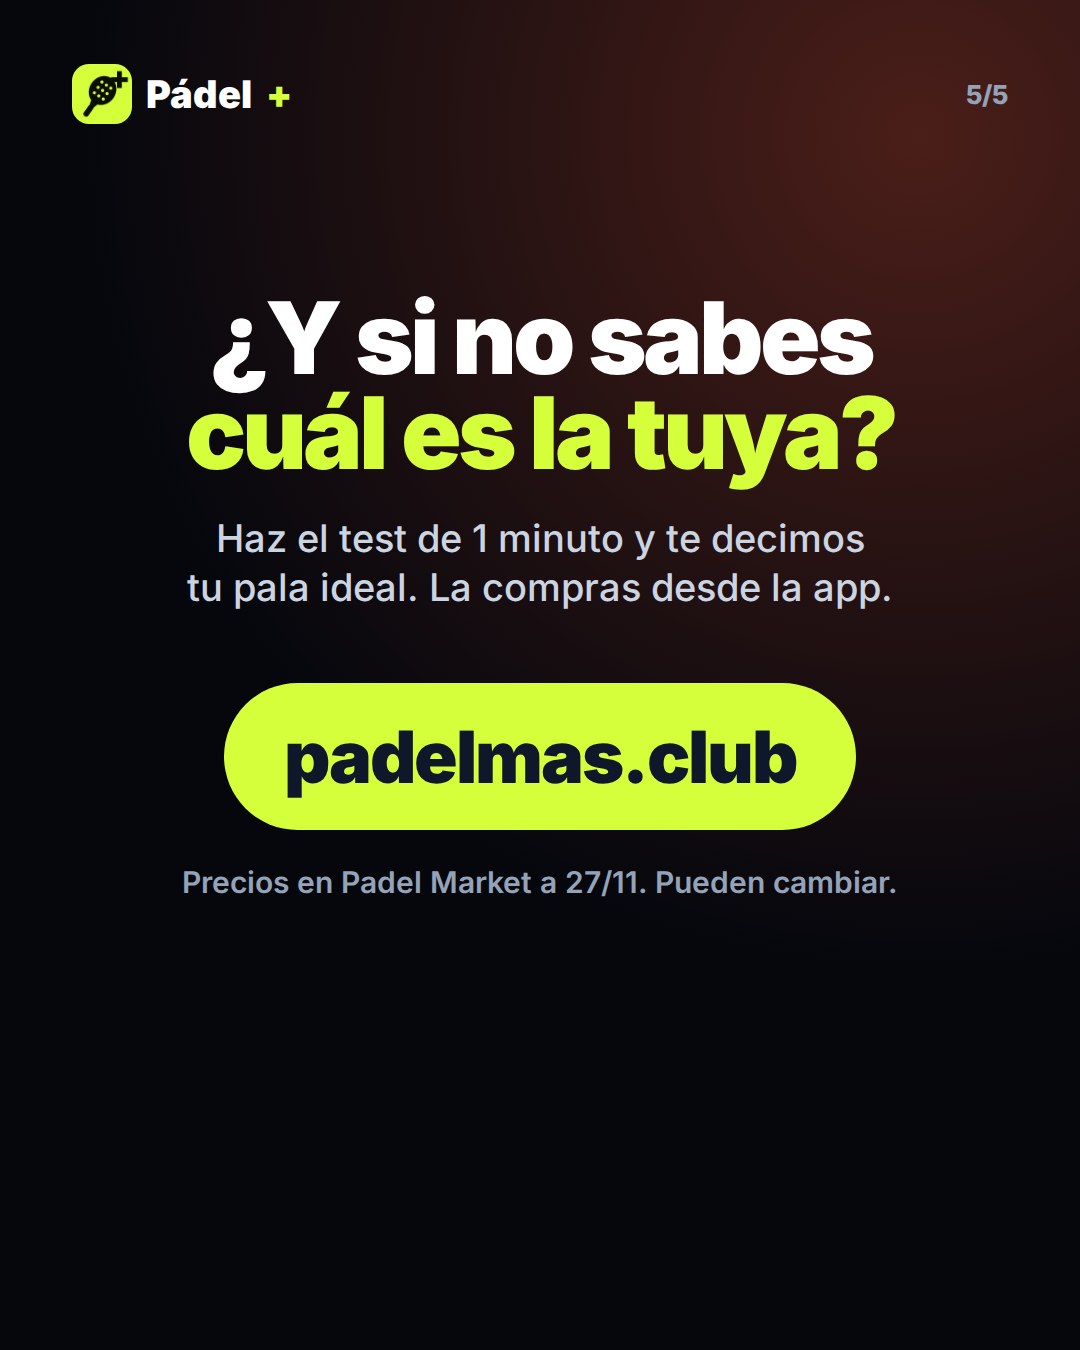 Pádel +
5/5
¿Y si no sabes
cuál es la tuya?
Haz el test de 1 minuto y te decimos
tu pala ideal. La compras desde la app.
padelmas.club
Precios en Padel Market a 27/11. Pueden cambiar.